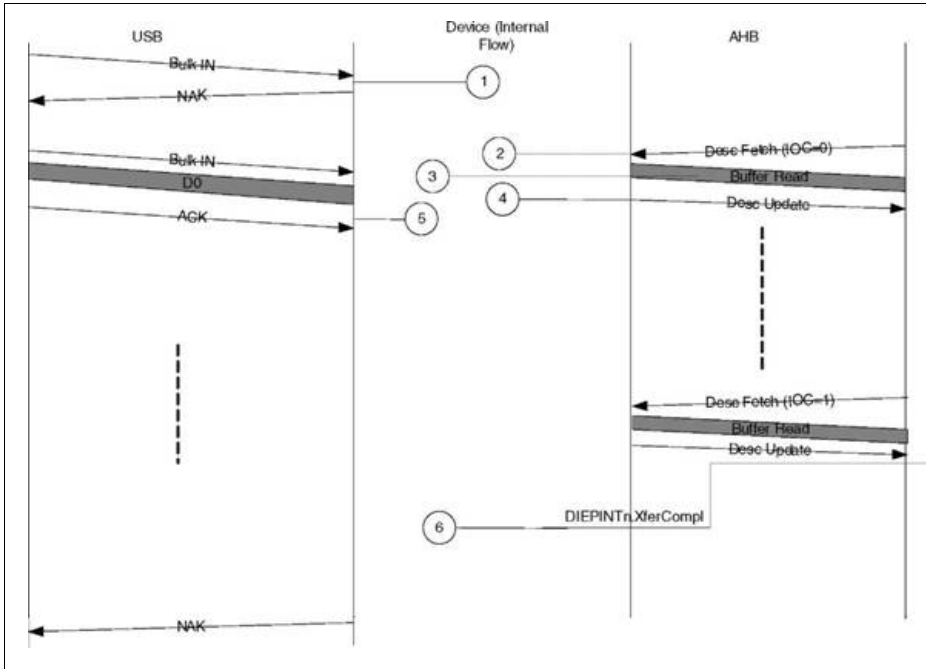 USB
Device (Internal
Flow)
AHB
Bulk IN
1
NAK
2
Desc Fetch (IOC=0)
Bulk IN
3
Buffer Read
D0
4
Desc Update
ACK
5
Desc Fetch (IOC=1)
Buffer Read
Desc Update
6
DIEPINTn.XferCompl
NAK